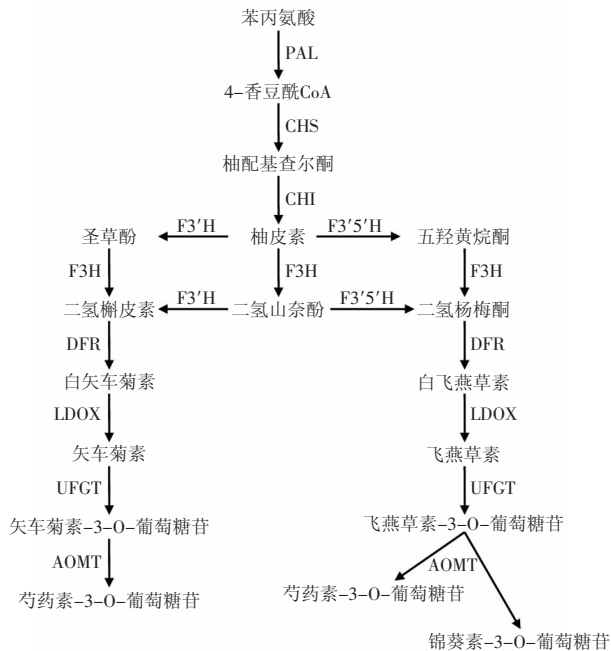 苯丙氨酸
PAL
4-香豆酰CoA
CHS
柚配基查尔酮
CHI
圣草酚 F3′H 柚皮素 F3′5′H 五羟黄烷酮
F3H F3H F3H
二氢槲皮素 F3′H 二氢山奈酚 F3′5′H 二氢杨梅酮
DFR DFR
白矢车菊素 白飞燕草素
LDOX LDOX
矢车菊素 飞燕草素
UFGT UFGT
矢车菊素-3-O-葡萄糖苷 飞燕草素-3-O-葡萄糖苷
AOMT AOMT
芍药素-3-O-葡萄糖苷 芍药素-3-O-葡萄糖苷
锦葵素-3-O-葡萄糖苷